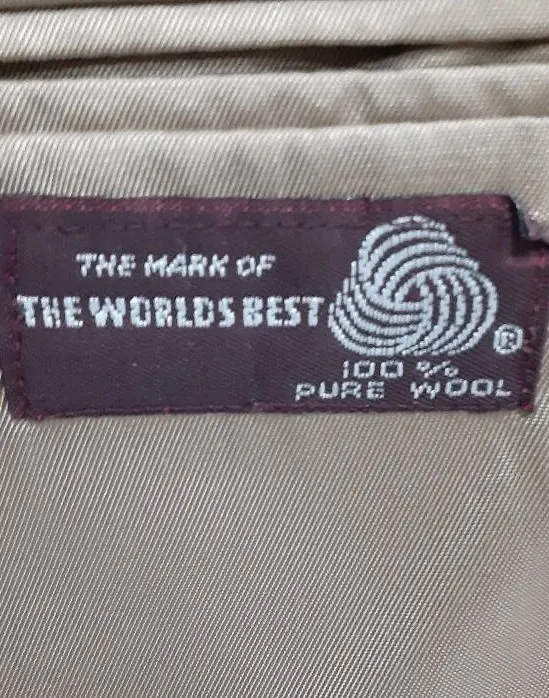 THE MARK OF
THE WORLDS BEST
®
100 %
PURE WOOL